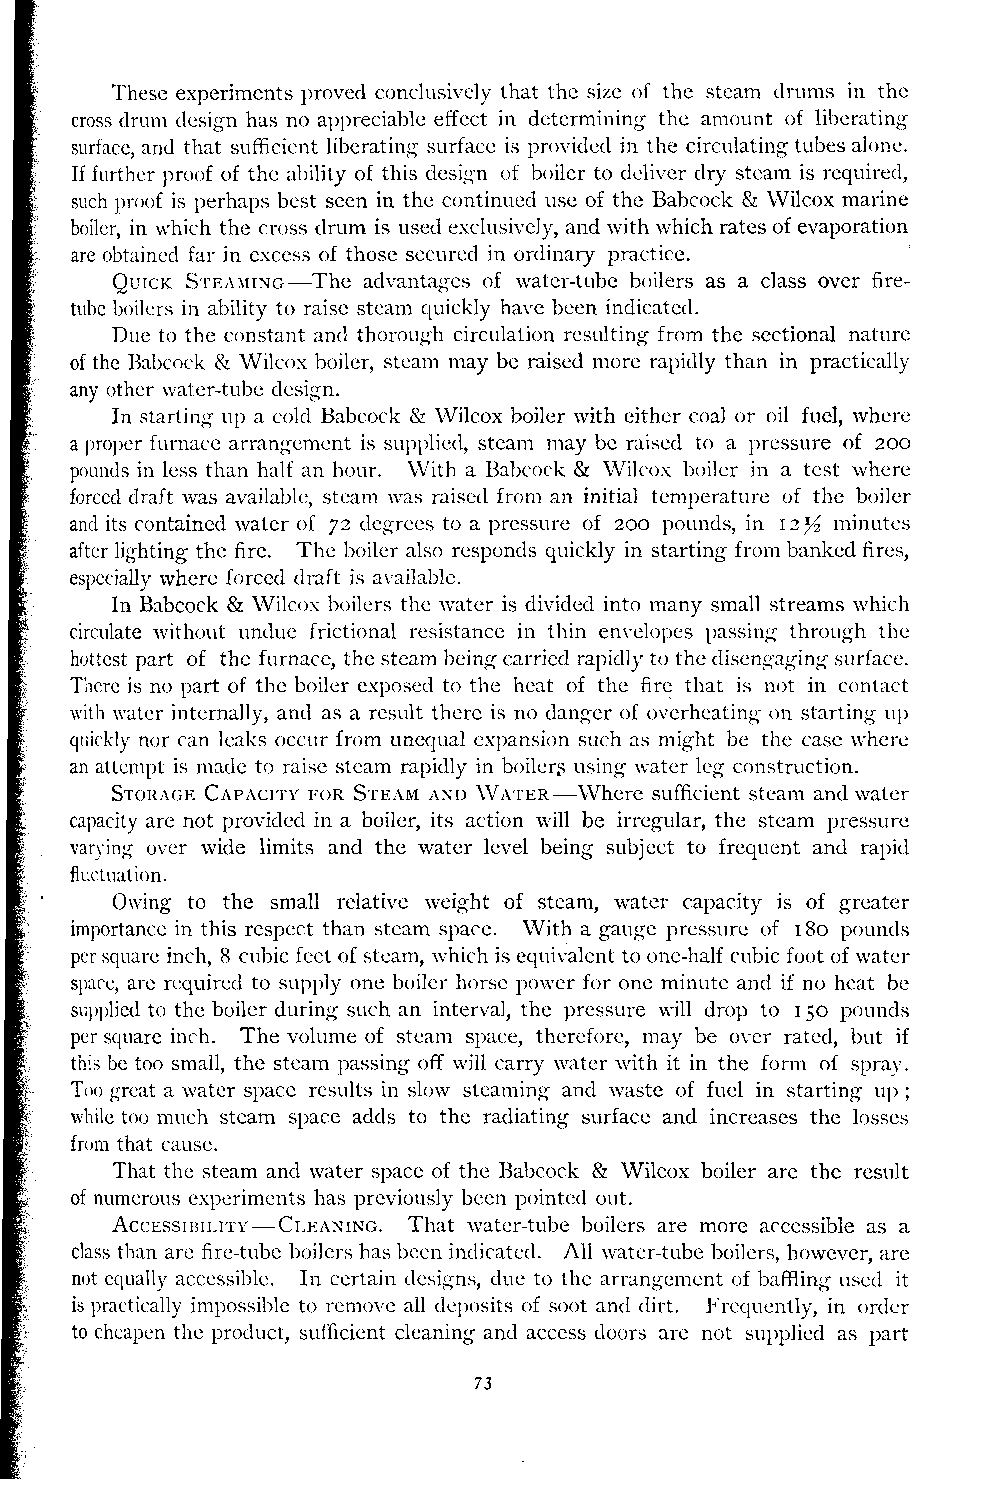 These experiments proved conclusively that the size of the steam drums in the
cross drum design has no appreciable effect in determining the amount of liberating
surface, and that sufficient liberating surface is provided in the circulating tubes alone.
If further proof of the ability of this design of boiler to deliver dry steam is required,
such proof is perhaps best seen in the continued use of the Babcock & Wilcox marine
boiler, in which the cross drum is used exclusively, and with which rates of evaporation
are obtained far in excess of those secured in ordinary practice.
QUICK STEAMING—The advantages of water-tube boilers as a class over fire-
tube boilers in ability to raise steam quickly have been indicated.
Due to the constant and thorough circulation resulting from the sectional nature
of the Babcock & Wilcox boiler, steam may be raised more rapidly than in practically
any other water-tube design.
In starting up a cold Babcock & Wilcox boiler with either coal or oil fuel, where
a proper furnace arrangement is supplied, steam may be raised to a pressure of 200
pounds in less than half an hour. With a Babcock & Wilcox boiler in a test where
forced draft was available, steam was raised from an initial temperature of the boiler
and its contained water of 72 degrees to a pressure of 200 pounds, in 12½ minutes
after lighting the fire. The boiler also responds quickly in starting from banked fires,
especially where forced draft is available.
In Babcock & Wilcox boilers the water is divided into many small streams which
circulate without undue frictional resistance in thin envelopes passing through the
hottest part of the furnace, the steam being carried rapidly to the disengaging surface.
There is no part of the boiler exposed to the heat of the fire that is not in contact
with water internally, and as a result there is no danger of overheating on starting up
quickly nor can leaks occur from unequal expansion such as might be the case where
an attempt is made to raise steam rapidly in boilers using water leg construction.
STORAGE CAPACITY FOR STEAM AND WATER—Where sufficient steam and water
capacity are not provided in a boiler, its action will be irregular, the steam pressure
varying over wide limits and the water level being subject to frequent and rapid
fluctuation.
Owing to the small relative weight of steam, water capacity is of greater
importance in this respect than steam space. With a gauge pressure of 180 pounds
per square inch, 8 cubic feet of steam, which is equivalent to one-half cubic foot of water
space, are required to supply one boiler horse power for one minute and if no heat be
supplied to the boiler during such an interval, the pressure will drop to 150 pounds
per square inch. The volume of steam space, therefore, may be over rated, but if
this be too small, the steam passing off will carry water with it in the form of spray.
Too great a water space results in slow steaming and waste of fuel in starting up;
while too much steam space adds to the radiating surface and increases the losses
from that cause.
That the steam and water space of the Babcock & Wilcox boiler are the result
of numerous experiments has previously been pointed out.
ACCESSIBILITY—CLEANING. That water-tube boilers are more accessible as a
class than are fire-tube boilers has been indicated. All water-tube boilers, however, are
not equally accessible. In certain designs, due to the arrangement of baffling used it
is practically impossible to remove all deposits of soot and dirt. Frequently, in order
to cheapen the product, sufficient cleaning and access doors are not supplied as part
73